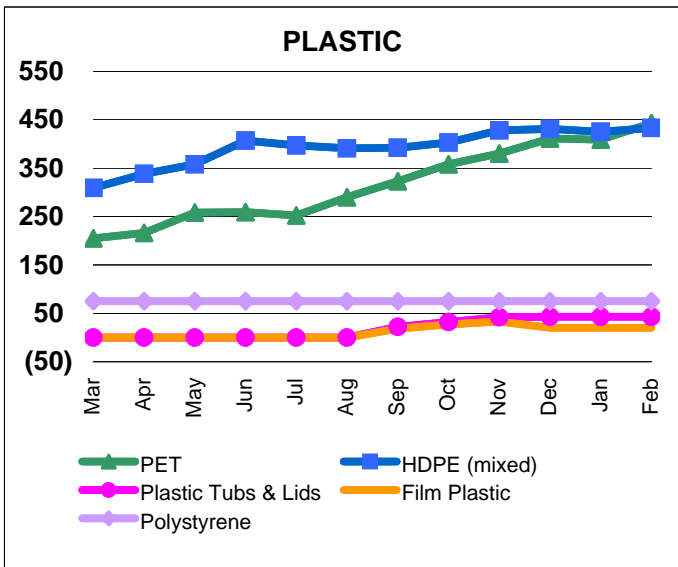 PLASTIC
550
450
350
250
150
50
(50)
Mar Apr May Jun Jul Aug Sep Oct Nov Dec Jan Feb
PET HDPE (mixed)
Plastic Tubs & Lids Film Plastic
Polystyrene